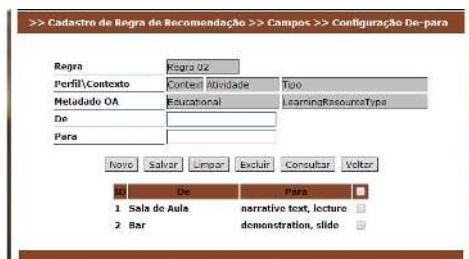 >> Cadastro de Regra de Recomendação >> Campos >> Configuração De-para
Regra Regra 02
Perfil\Contexto Context Atividade Tipo
Metadado OA Educational LearningResourceType
De
Para
Novo Salvar Limpar Excluir Consultar Voltar
ID De Para
1 Sala de Aula narrative text, lecture
2 Bar demonstration, slide